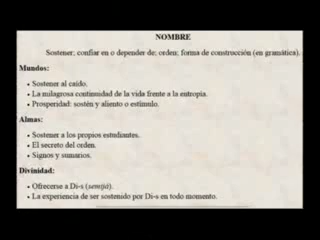 NOMBRE
Sostener; confiar en o depender de; orden; forma de construcción (en gramática).
Mundos:
• Sostener al caído.
• La milagrosa continuidad de la vida frente a la entropía.
• Prosperidad: sostén y aliento o estímulo.
Almas:
• Sostener a los propios estudiantes.
• El secreto del orden.
• Signos y sumarios.
Divinidad:
• Ofrecerse a Di-s (semijá).
• La experiencia de ser sostenido por Di-s en todo momento.